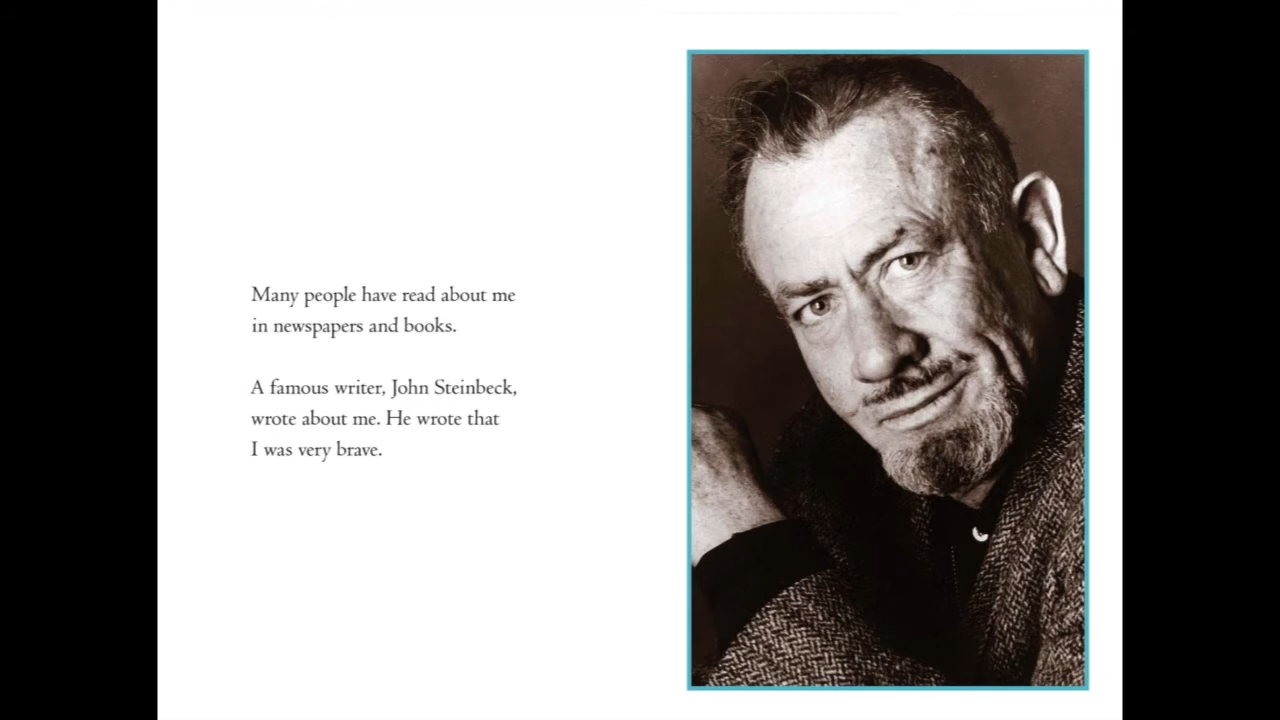 Many people have read about me
in newspapers and books.
A famous writer, John Steinbeck,
wrote about me. He wrote that
I was very brave.